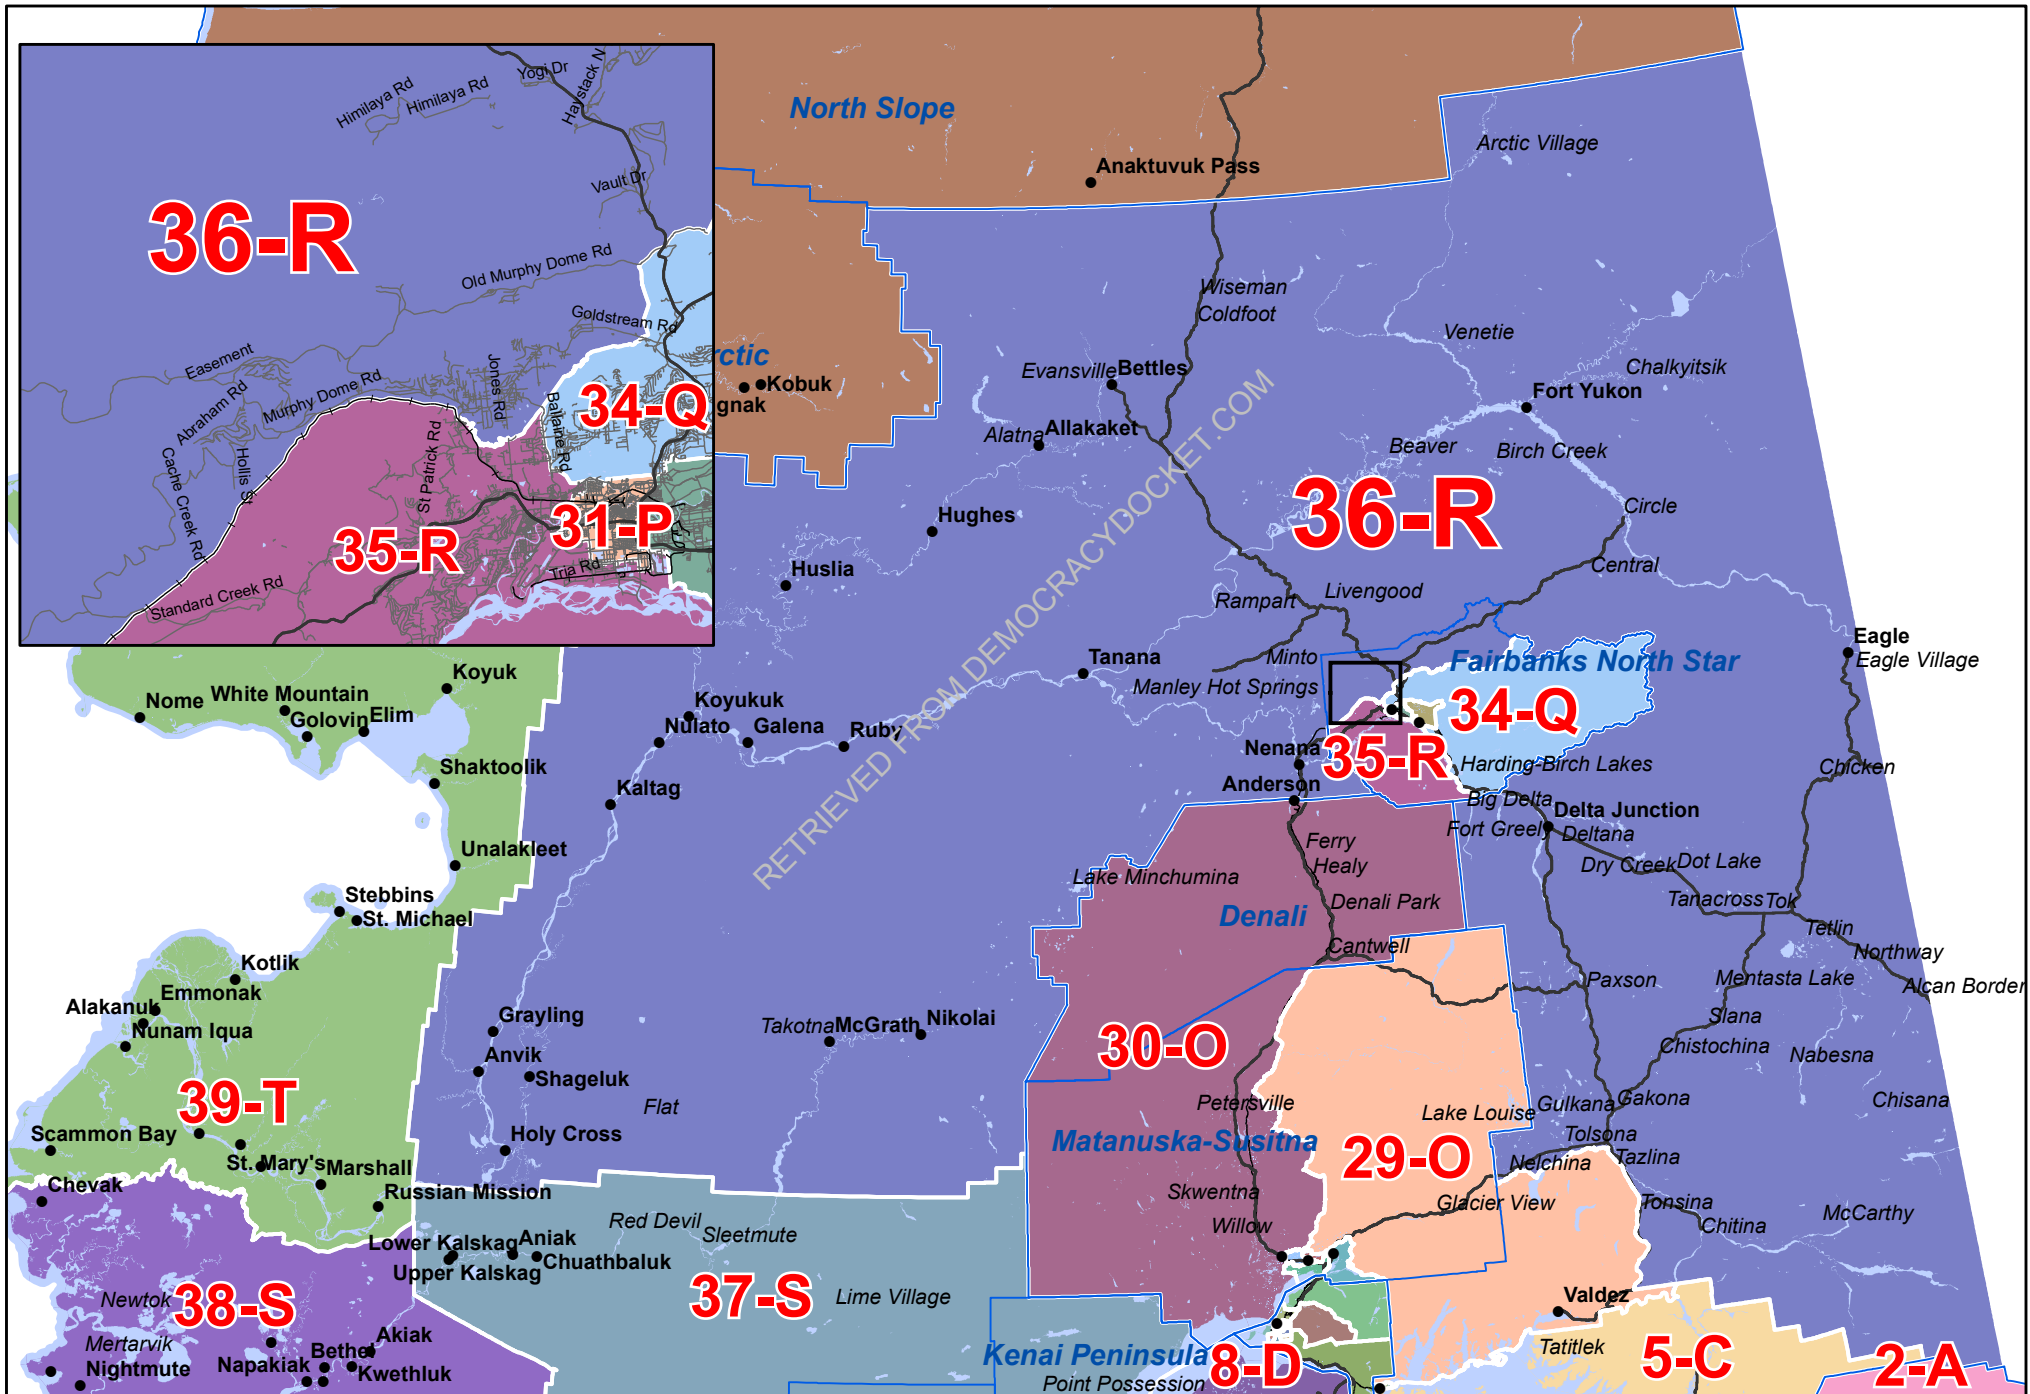 Himilaya Rd
Himilaya Rd
Yogi Dr
Haystack N
Vault Dr
36-R
Old Murphy Dome Rd
Goldstream Rd
Easement
Abraham Rd
Murphy Dome Rd
Jones Rd
Ballaine Rd
34-Q
Cache Creek Rd
Hollis St
St Patrick Rd
35-R
31-P
Standard Creek Rd
Tria Rd
North Slope
Anaktuvuk Pass
Arctic Village
Wiseman
Coldfoot
Venetie
Chalkyitsik
rctic
Kobuk
gnak
Evansville
Bettles
Fort Yukon
Alatna
Allakaket
Beaver
Birch Creek
36-R
Circle
Hughes
Central
Huslia
Rampart
Livengood
RETRIEVED FROM DEMOCRACYDOCKET.COM
Eagle
Eagle Village
Tanana
Minto
Manley Hot Springs
Fairbanks North Star
34-Q
35-R
Koyuk
Nome
White Mountain
Golovin
Elim
Koyukuk
Nulato
Galena
Ruby
Nenana
Anderson
Harding-Birch Lakes
Chicken
Shaktoolik
Kaltag
Big Delta
Delta Junction
Fort Greely
Deltana
Unalakleet
Ferry
Healy
Dry Creek
Dot Lake
Lake Minchumina
Denali Park
Tanacross
Tok
Stebbins
St. Michael
Denali
Tetlin
Cantwell
Northway
Kotlik
Emmonak
Paxson
Mentasta Lake
Alcan Border
Alakanuk
Nunam Iqua
Grayling
Takotna
McGrath
Nikolai
Slana
30-O
Chistochina
Nabesna
Anvik
Shageluk
39-T
Flat
Petersville
Lake Louise
Gulkana
Gakona
Chisana
Scammon Bay
Holy Cross
Matanuska-Susitna
29-O
Tolsona
Nelchina
Tazlina
St. Mary's
Marshall
Chevak
Russian Mission
Skwentna
Glacier View
Tonsina
McCarthy
Willow
Chitina
Red Devil
Sleetmute
Lower Kalskag
Aniak
Upper Kalskag
Chuathbaluk
Newtok
38-S
37-S
Lime Village
Valdez
Mertarvik
Akiak
Nightmute
Napakiak
Bethel
Kwethluk
Kenai Peninsula
8-D
Point Possession
Tatitlek
5-C
2-A